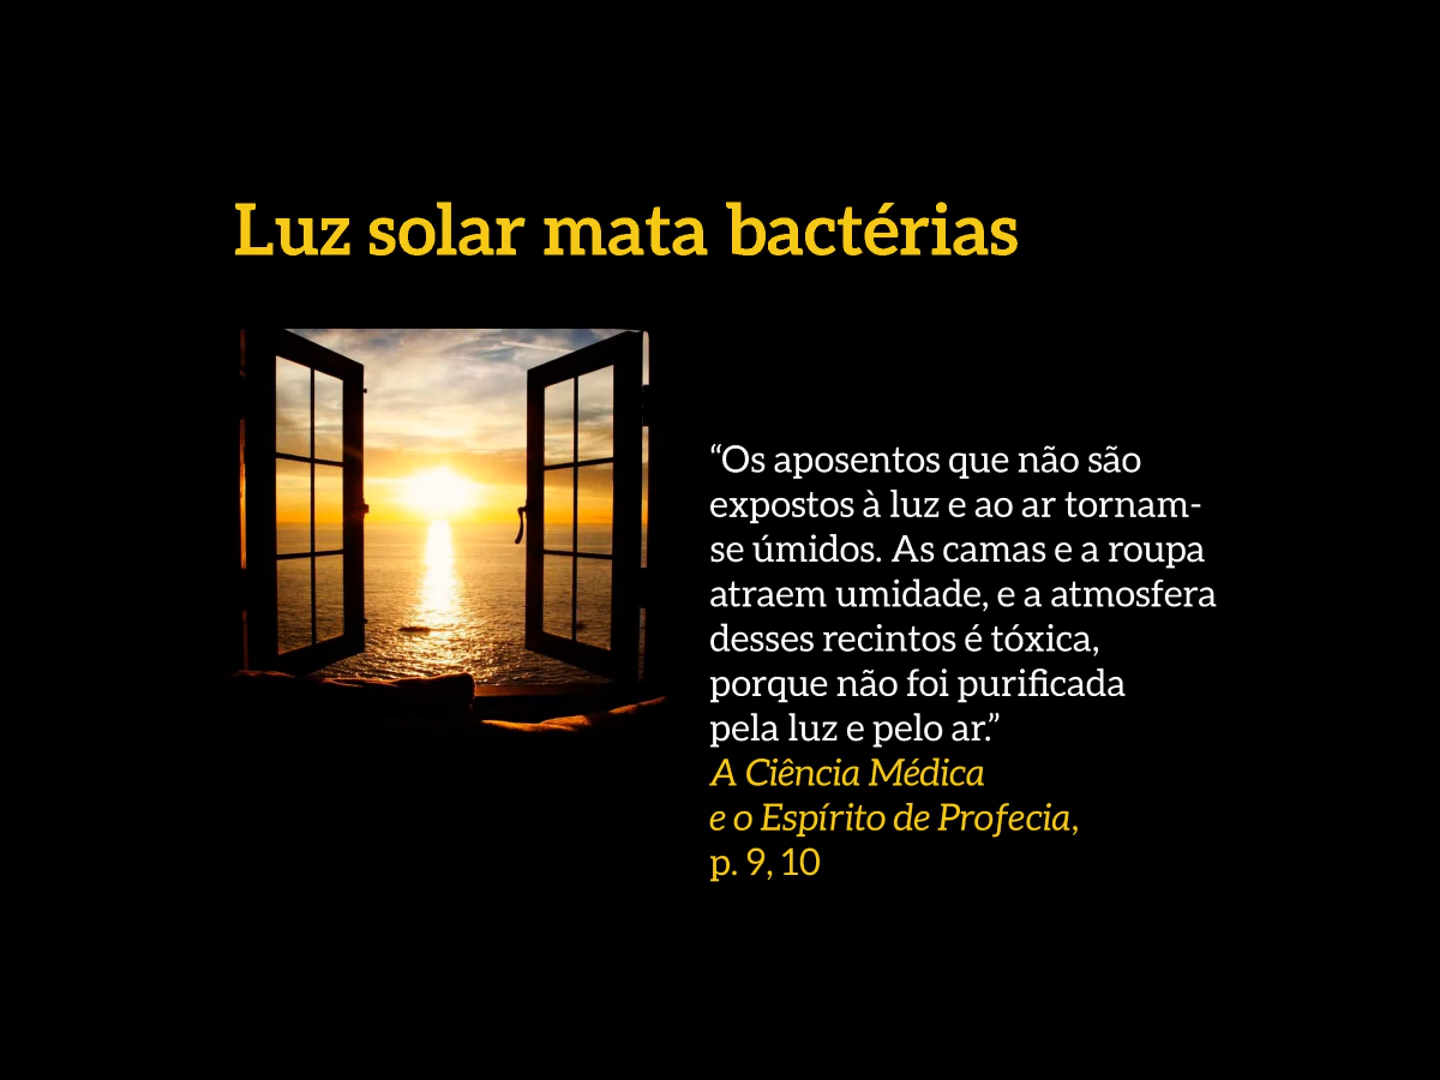 Luz solar mata bactérias
“Os aposentos que não são
expostos à luz e ao ar tornam-
se úmidos. As camas e a roupa
atraem umidade, e a atmosfera
desses recintos é tóxica,
porque não foi purificada
pela luz e pelo ar.”
A Ciência Médica
e o Espírito de Profecia,
p. 9, 10